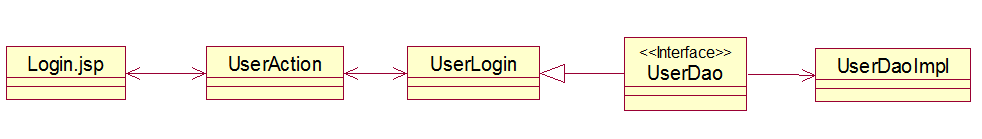 Login.jsp
UserAction
UserLogin
<<Interface>>
UserDao
UserDaoImpl